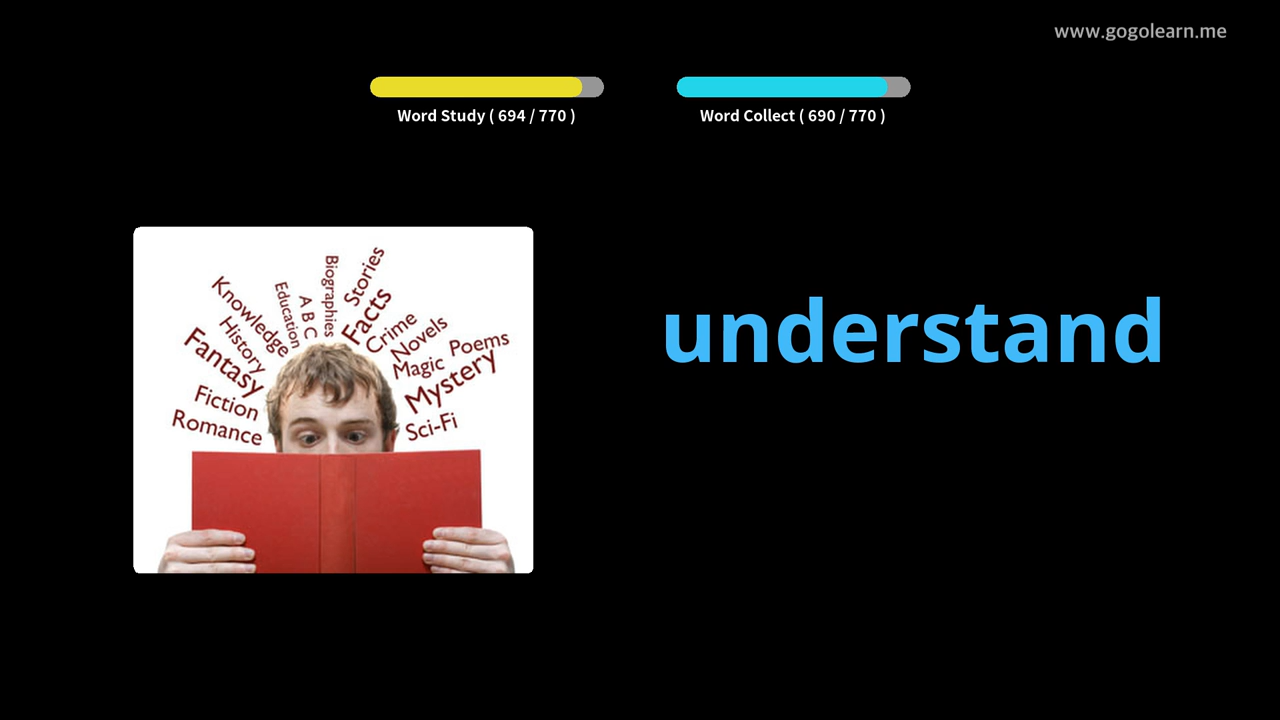 www.gogolearn.me
Word Study ( 694 / 770 )
Word Collect ( 690 / 770 )
understand
Biographies
Stories
Education
A B C
Facts
Knowledge
Crime
History
Novels
Fantasy
Poems
Magic
Mystery
Fiction
Romance
Sci-Fi